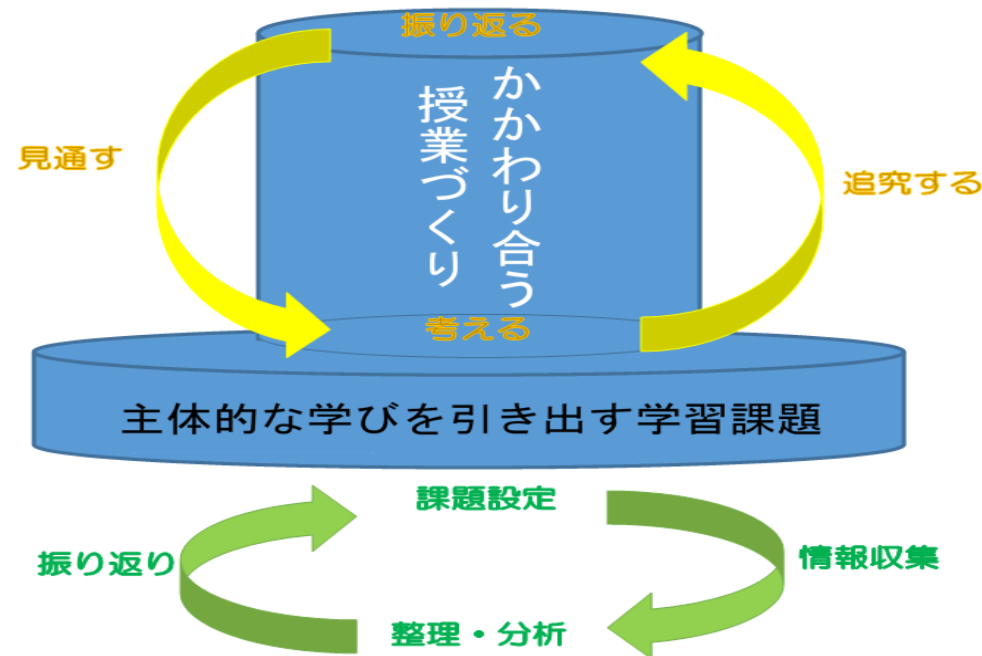 振り返る
かかわり合う
授業づくり
見通す
追究する
考える
主体的な学びを引き出す学習課題
課題設定
振り返り
情報収集
整理・分析